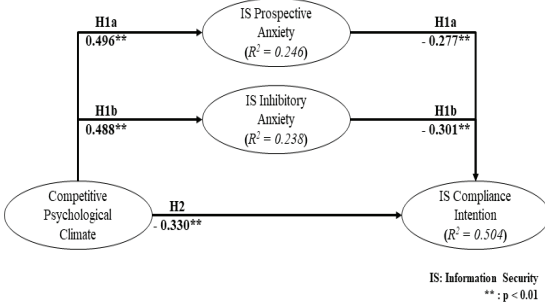 H1a
0.496**
IS Prospective
Anxiety
(R² = 0.246)
H1a
- 0.277**
H1b
0.488**
IS Inhibitory
Anxiety
(R² = 0.238)
H1b
- 0.301**
Competitive
Psychological
Climate
H2
- 0.330**
IS Compliance
Intention
(R² = 0.504)
IS: Information Security
** : p < 0.01